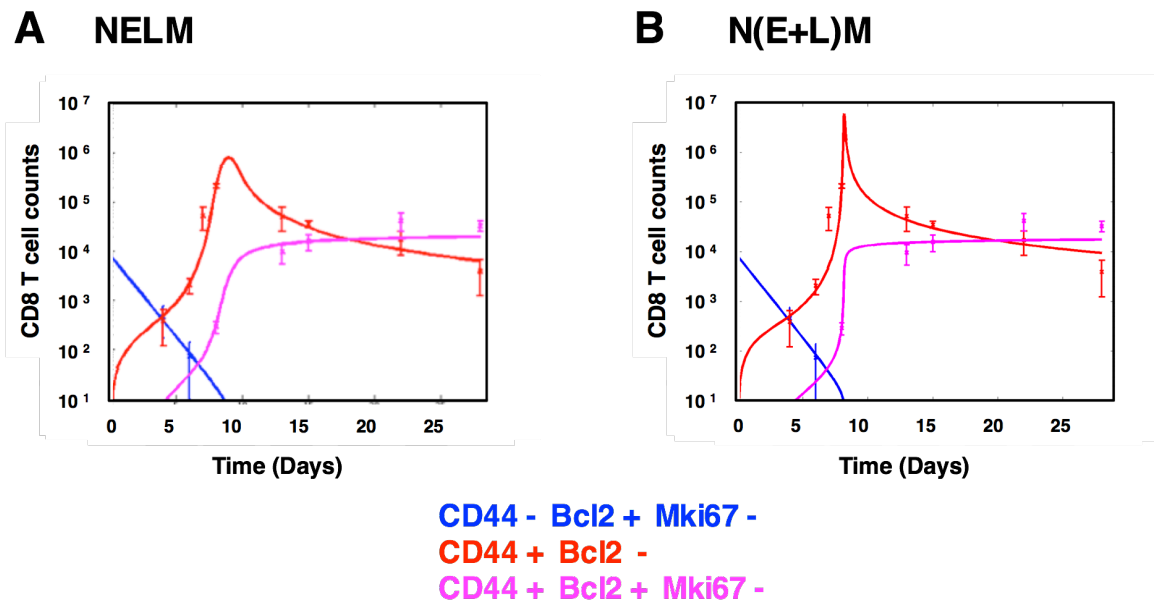 A NELM
B N(E+L)M
CD8 T cell counts
10 7
10 6
10 5
10 4
10 3
10 2
10 1
0 5 10 15 20 25
Time (Days)
CD8 T cell counts
10 7
10 6
10 5
10 4
10 3
10 2
10 1
0 5 10 15 20 25
Time (Days)
CD44 - Bcl2 + Mki67 -
CD44 + Bcl2 -
CD44 + Bcl2 + Mki67 -